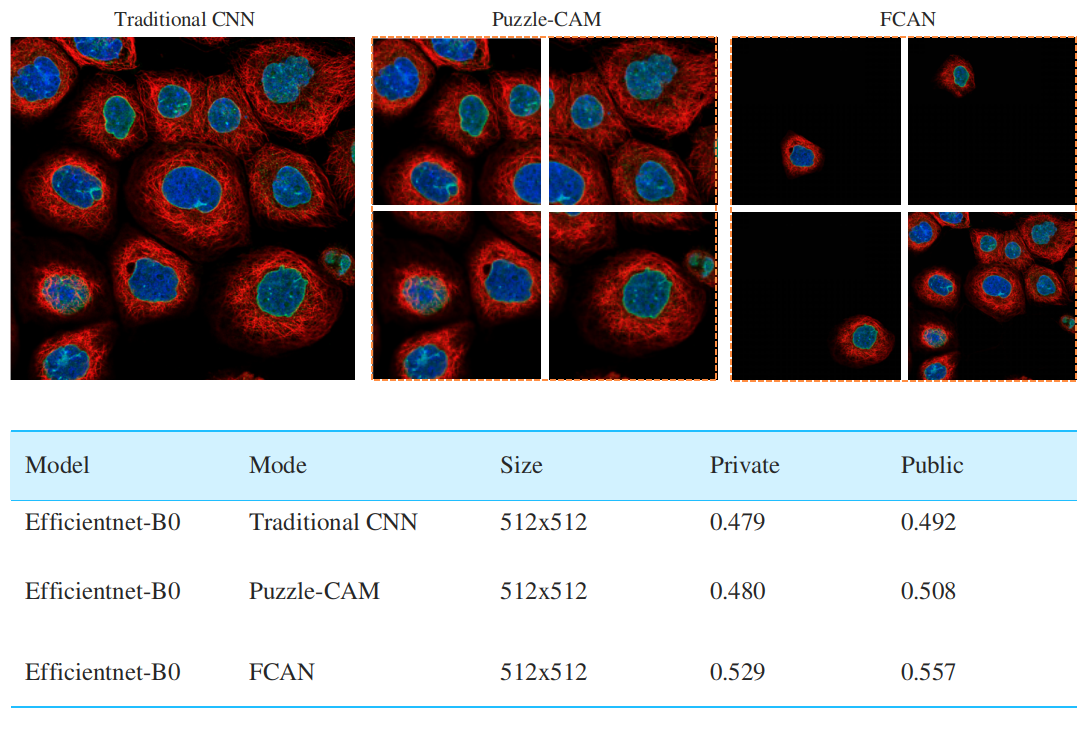 Traditional CNN Puzzle-CAM FCAN
Model Mode Size Private Public
Efficientnet-B0 Traditional CNN 512x512 0.479 0.492
Efficientnet-B0 Puzzle-CAM 512x512 0.480 0.508
Efficientnet-B0 FCAN 512x512 0.529 0.557